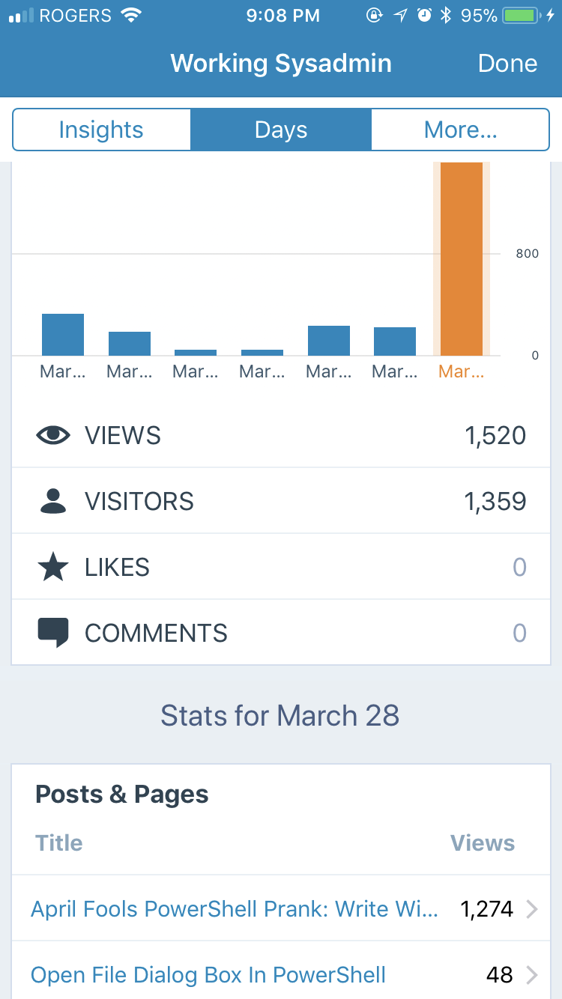 ROGERS 9:08 PM 95%
Working Sysadmin Done
Insights Days More...
800
0
Mar... Mar... Mar... Mar... Mar... Mar... Mar...
VIEWS 1,520
VISITORS 1,359
LIKES 0
COMMENTS 0
Stats for March 28
Posts & Pages
Title Views
April Fools PowerShell Prank: Write Wi... 1,274
Open File Dialog Box In PowerShell 48